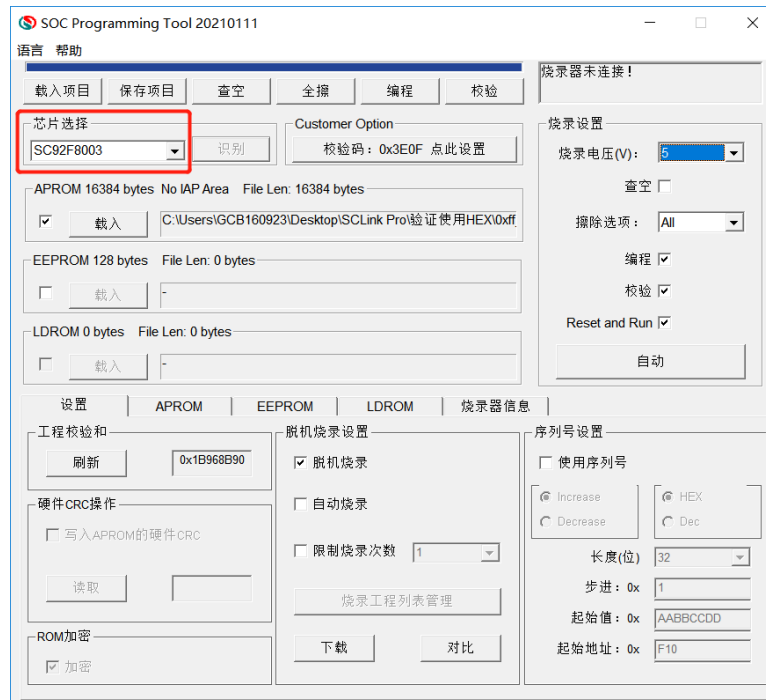 SOC Programming Tool 20210111
语言 帮助
载入项目 保存项目 查空 全擦 编程 校验
烧录器未连接!
芯片选择
SC92F8003 识别
Customer Option
校验码：0x3E0F 点此设置
APROM 16384 bytes No IAP Area File Len: 16384 bytes
载入 C:\Users\GCB160923\Desktop\SCLink Pro\验证使用HEX\0xff
EEPROM 128 bytes File Len: 0 bytes
载入 -
LDROM 0 bytes File Len: 0 bytes
载入 -
烧录设置
烧录电压(V): 5
查空
擦除选项： All
编程
校验
Reset and Run
自动
设置 APROM EEPROM LDROM 烧录器信息
工程校验和
刷新 0x1B968B90
硬件CRC操作
写入APROM的硬件CRC
读取
ROM加密
加密
脱机烧录设置
脱机烧录
自动烧录
限制烧录次数 1
烧录工程列表管理
下载 对比
序列号设置
使用序列号
Increase HEX
Decrease Dec
长度(位) 32
步进：0x 1
起始值：0x AABBCCDD
起始地址：0x F10